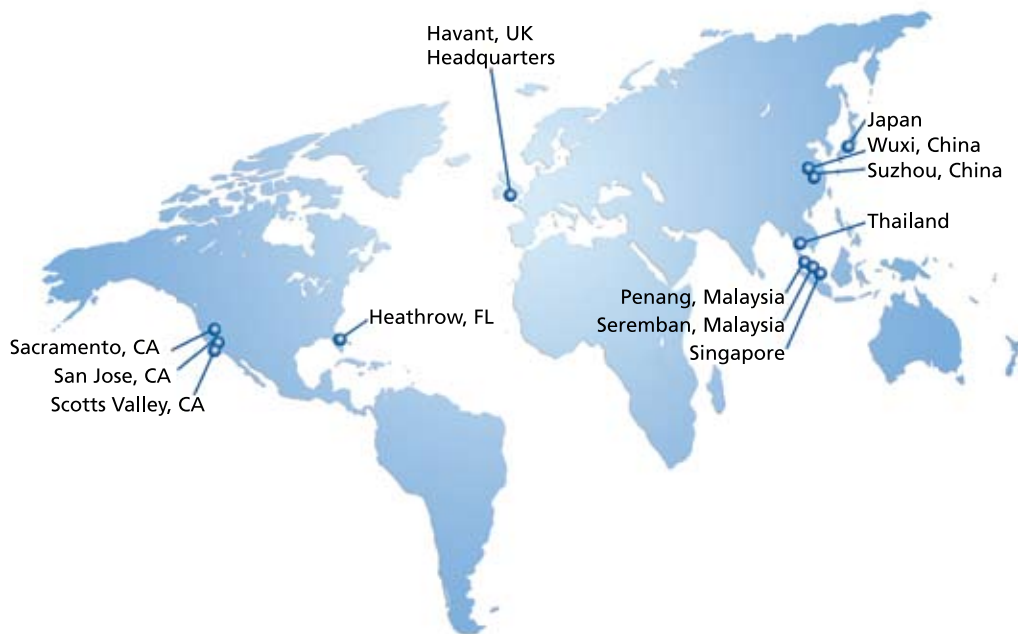 Havant, UK
Headquarters
Japan
Wuxi, China
Suzhou, China
Thailand
Penang, Malaysia
Seremban, Malaysia
Singapore
Heathrow, FL
Sacramento, CA
San Jose, CA
Scotts Valley, CA